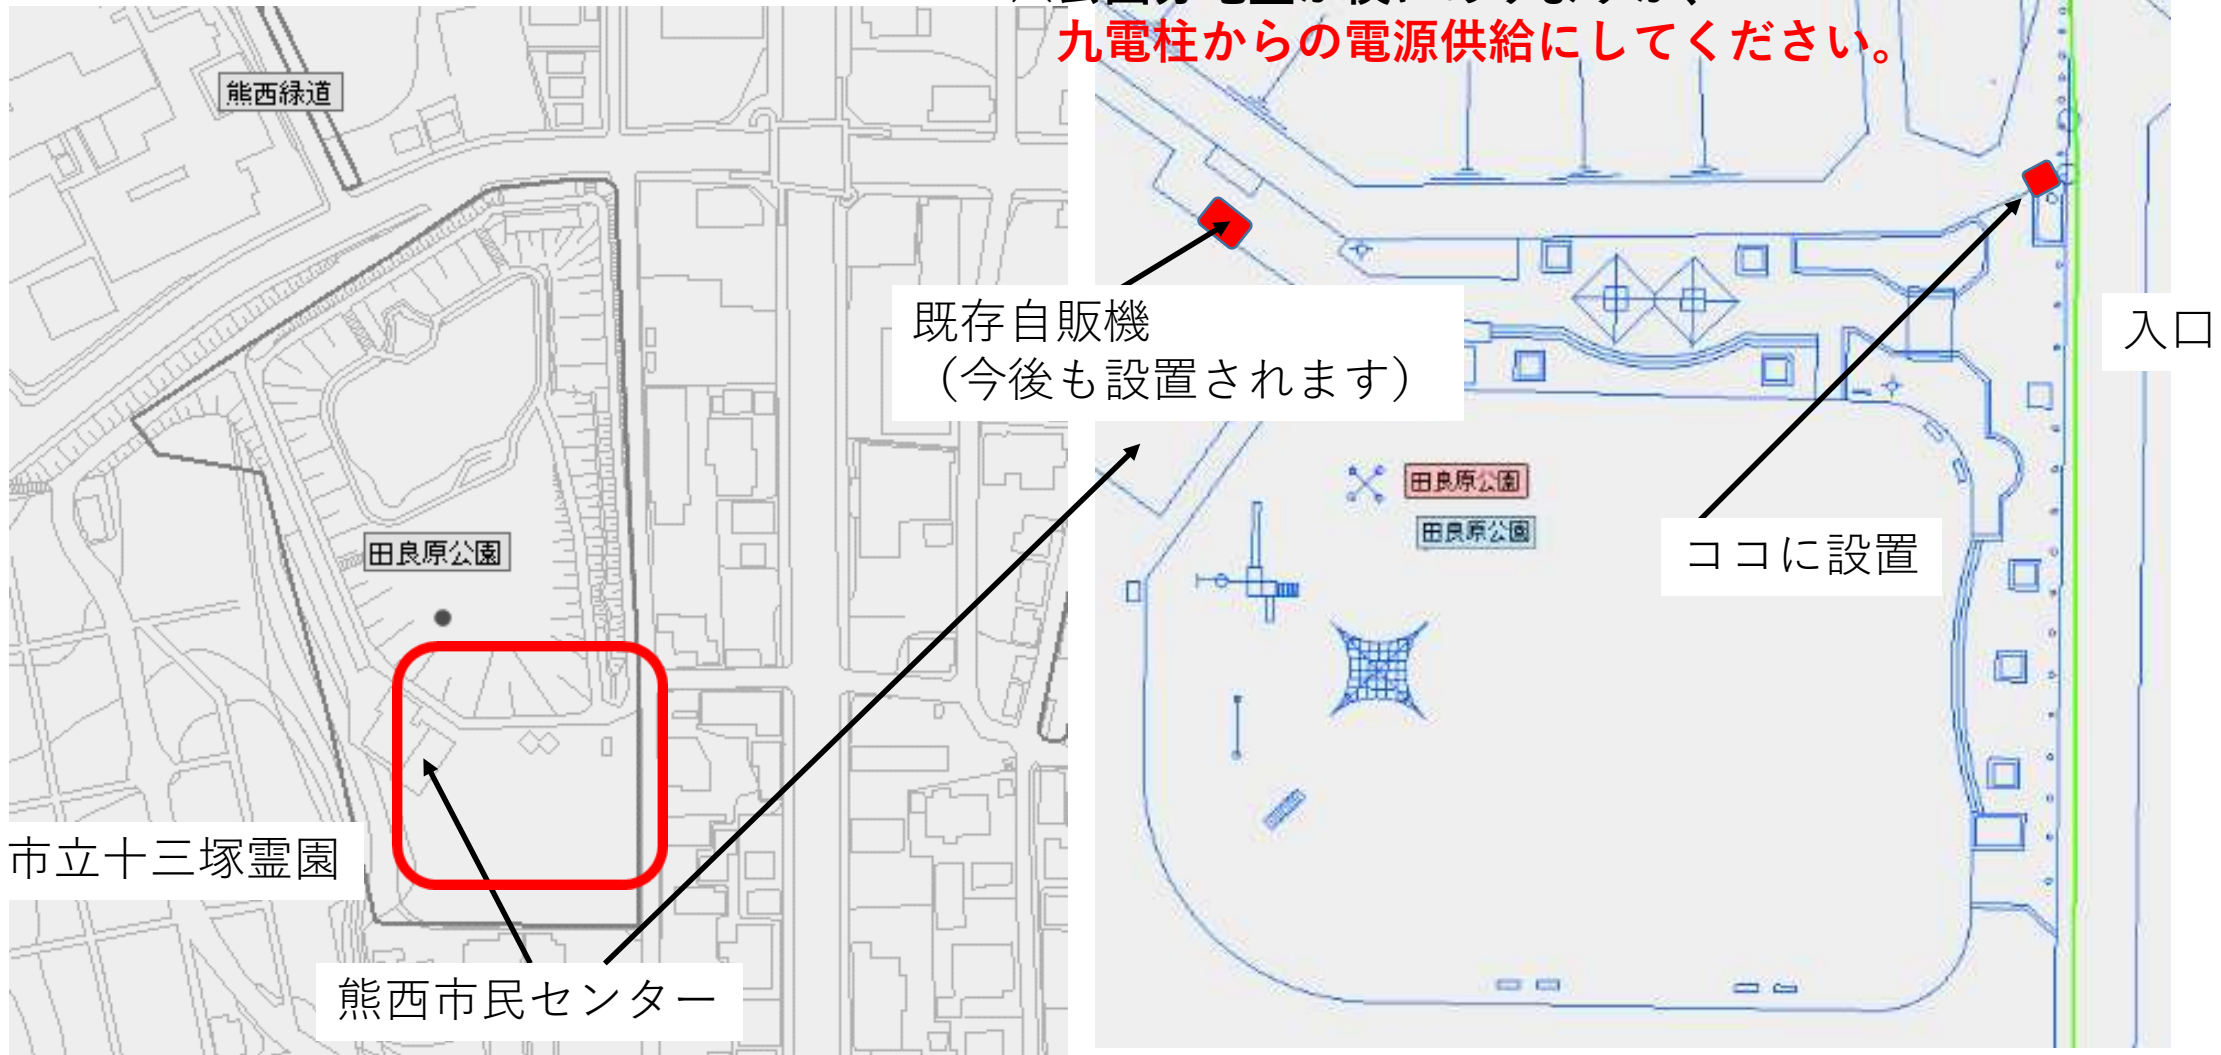 九電柱からの電源供給にしてください。
熊西緑道
既存自販機
（今後も設置されます）
入口
田良原公園
田良原公園
田良原公園
ココに設置
市立十三塚霊園
熊西市民センター